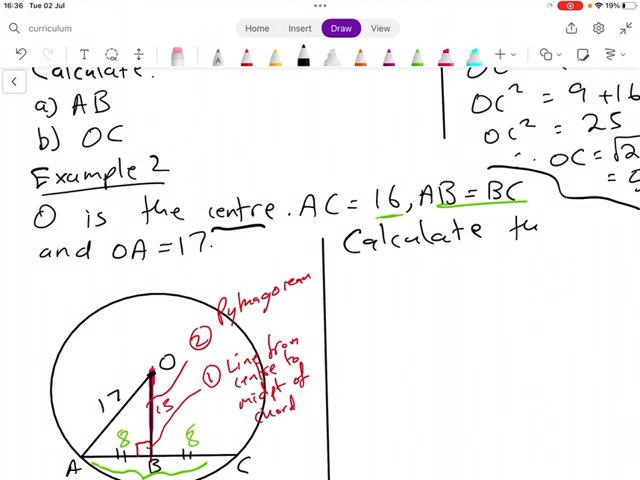 16:36 Tue 02 Jul
19%
curriculum
Home Insert Draw View
Calculate.
a) AB
b) OC
OC² = 9 + 16
OC² = 25
∴ OC = √2
Example 2
O is the centre. AC = 16, AB = BC
and OA = 17.
Calculate th
② Pythagorean
① Line from
centre to
midpt of
chord
O
17
15
8
8
A
B
C